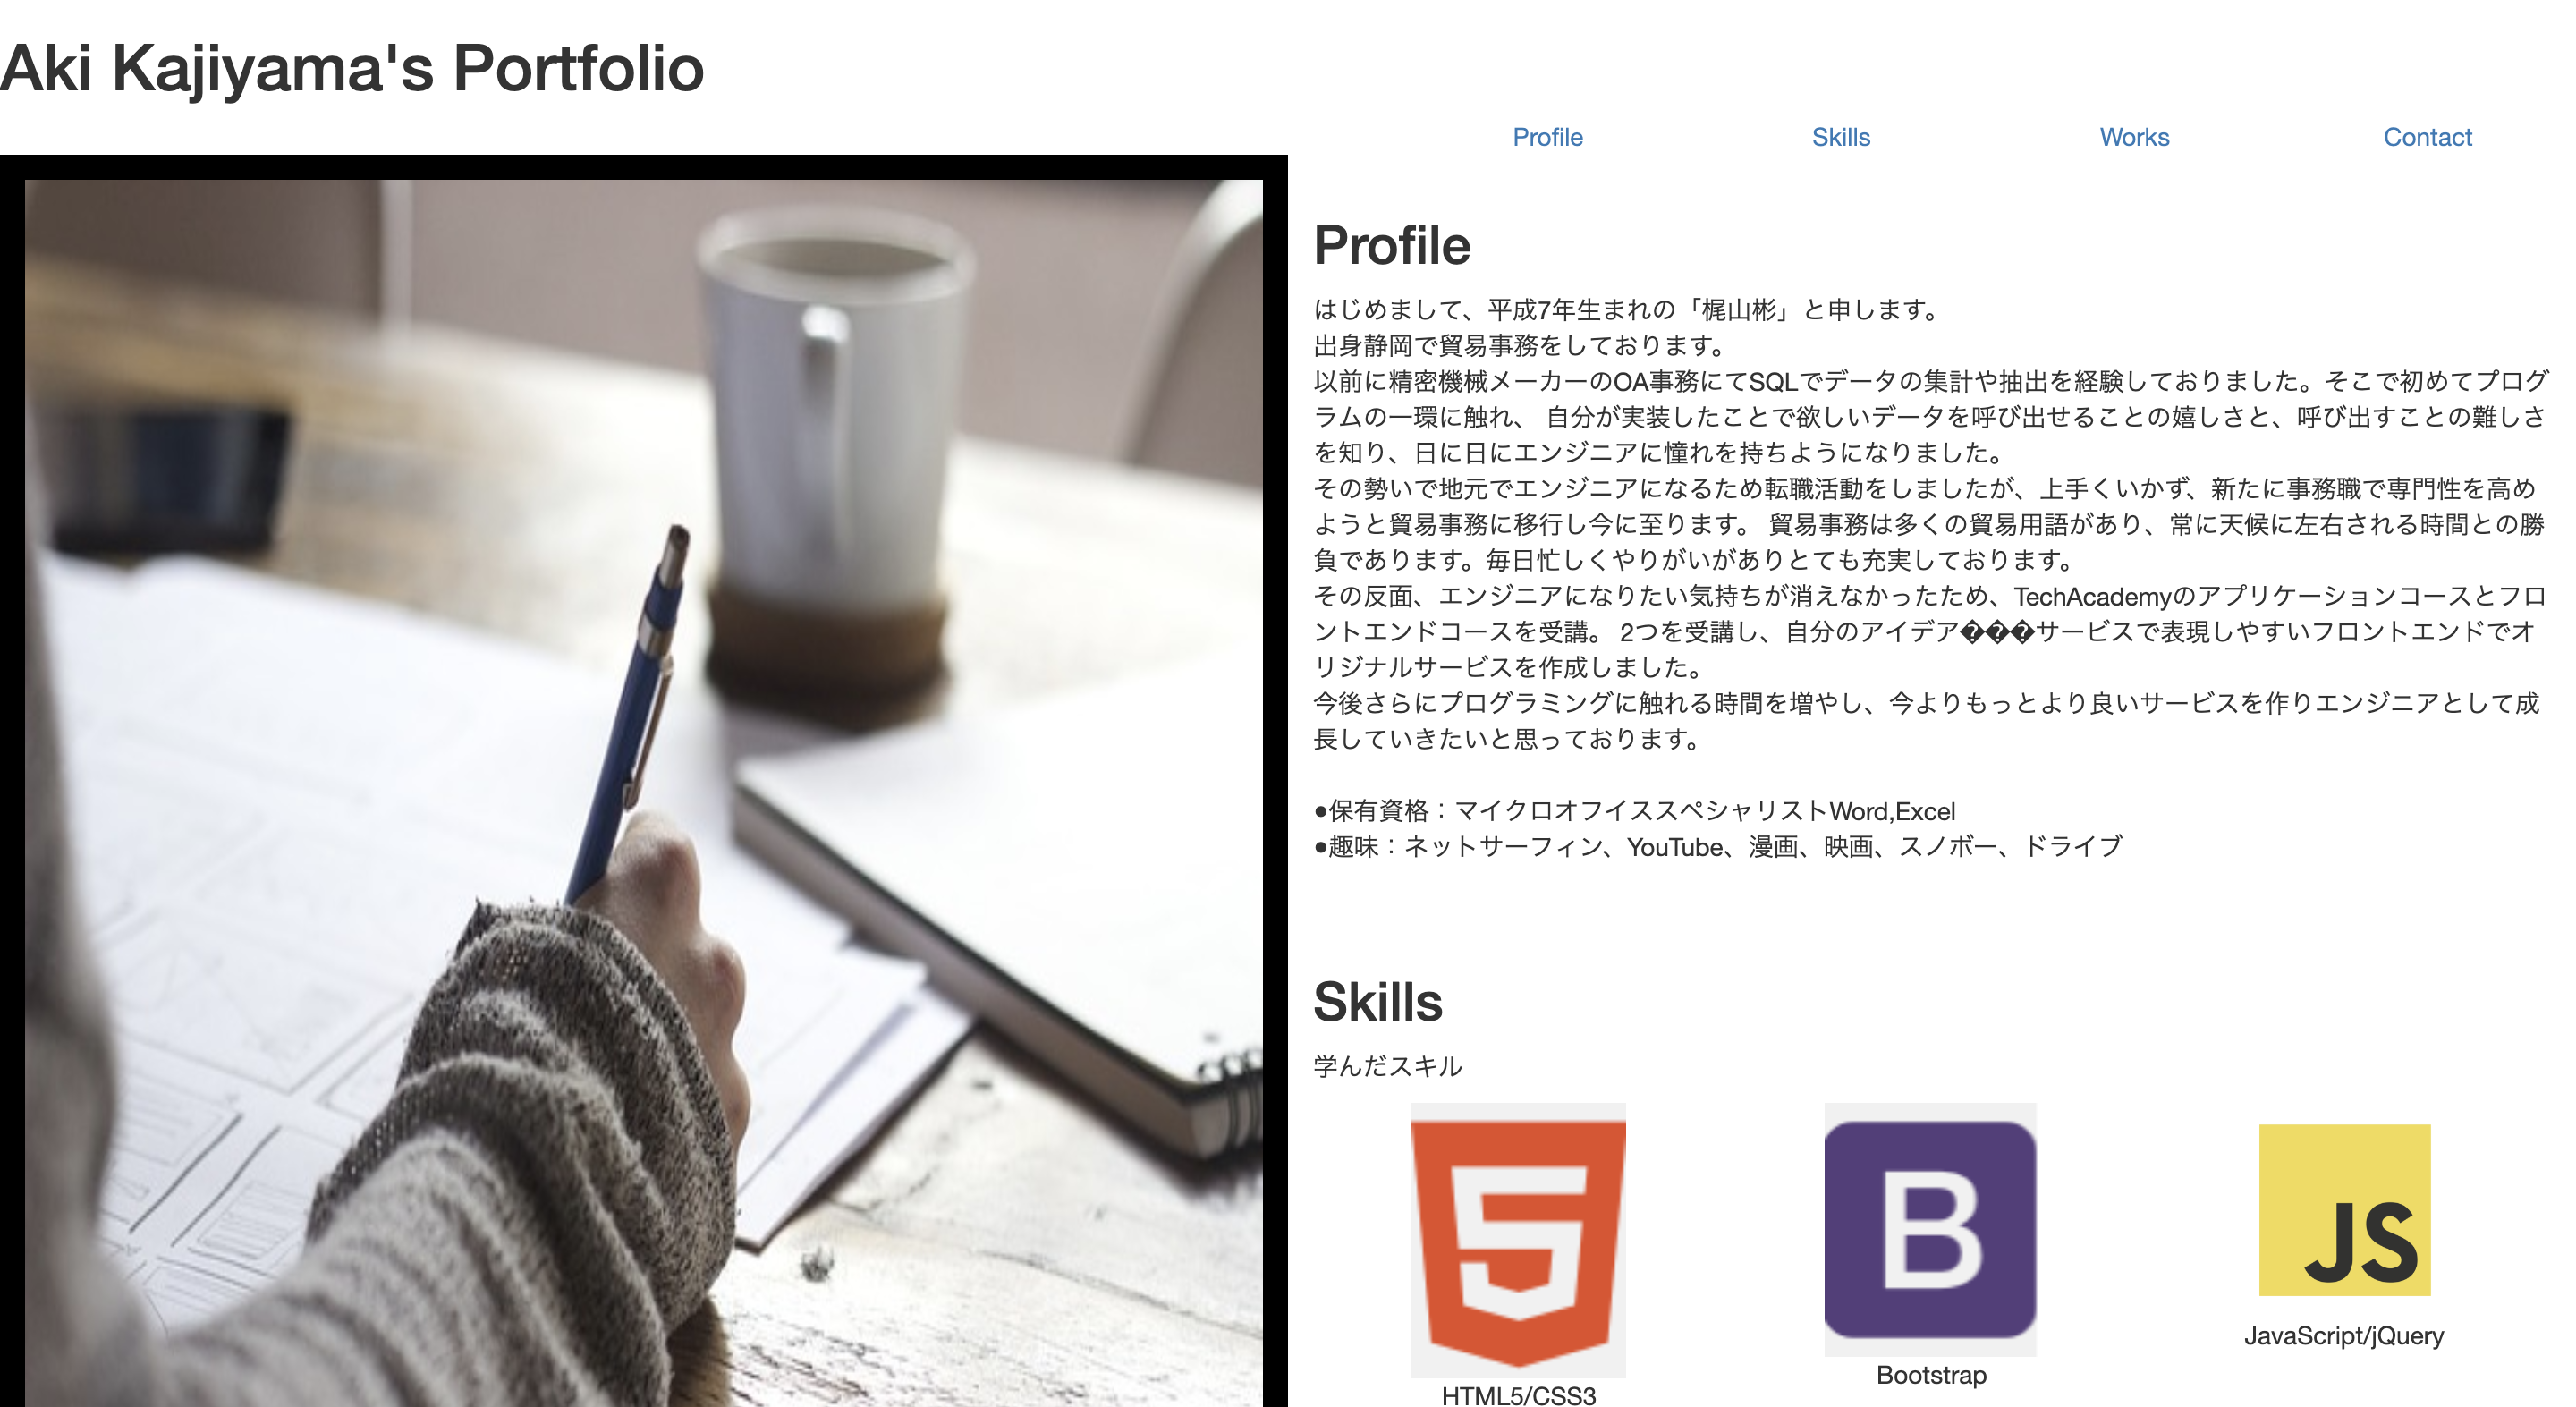 Aki Kajiyama's Portfolio
Profile Skills Works Contact
Profile
はじめまして、平成7年生まれの「梶山彬」と申します。
出身静岡で貿易事務をしております。
以前に精密機械メーカーのOA事務にてSQLでデータの集計や抽出を経験しておりました。そこで初めてプログ
ラムの一環に触れ、 自分が実装したことで欲しいデータを呼び出せることの嬉しさと、呼び出すことの難しさ
を知り、日に日にエンジニアに憧れを持ちようになりました。
その勢いで地元でエンジニアになるため転職活動をしましたが、上手くいかず、新たに事務職で専門性を高め
ようと貿易事務に移行し今に至ります。 貿易事務は多くの貿易用語があり、常に天候に左右される時間との勝
負であります。毎日忙しくやりがいがありとても充実しております。
その反面、エンジニアになりたい気持ちが消えなかったため、TechAcademyのアプリケーションコースとフロ
ントエンドコースを受講。 2つを受講し、自分のアイデア���サービスで表現しやすいフロントエンドでオ
リジナルサービスを作成しました。
今後さらにプログラミングに触れる時間を増やし、今よりもっとより良いサービスを作りエンジニアとして成
長していきたいと思っております。
●保有資格：マイクロオフイススペシャリストWord,Excel
●趣味：ネットサーフィン、YouTube、漫画、映画、スノボー、ドライブ
Skills
学んだスキル
5
B
JS
HTML5/CSS3
Bootstrap
JavaScript/jQuery